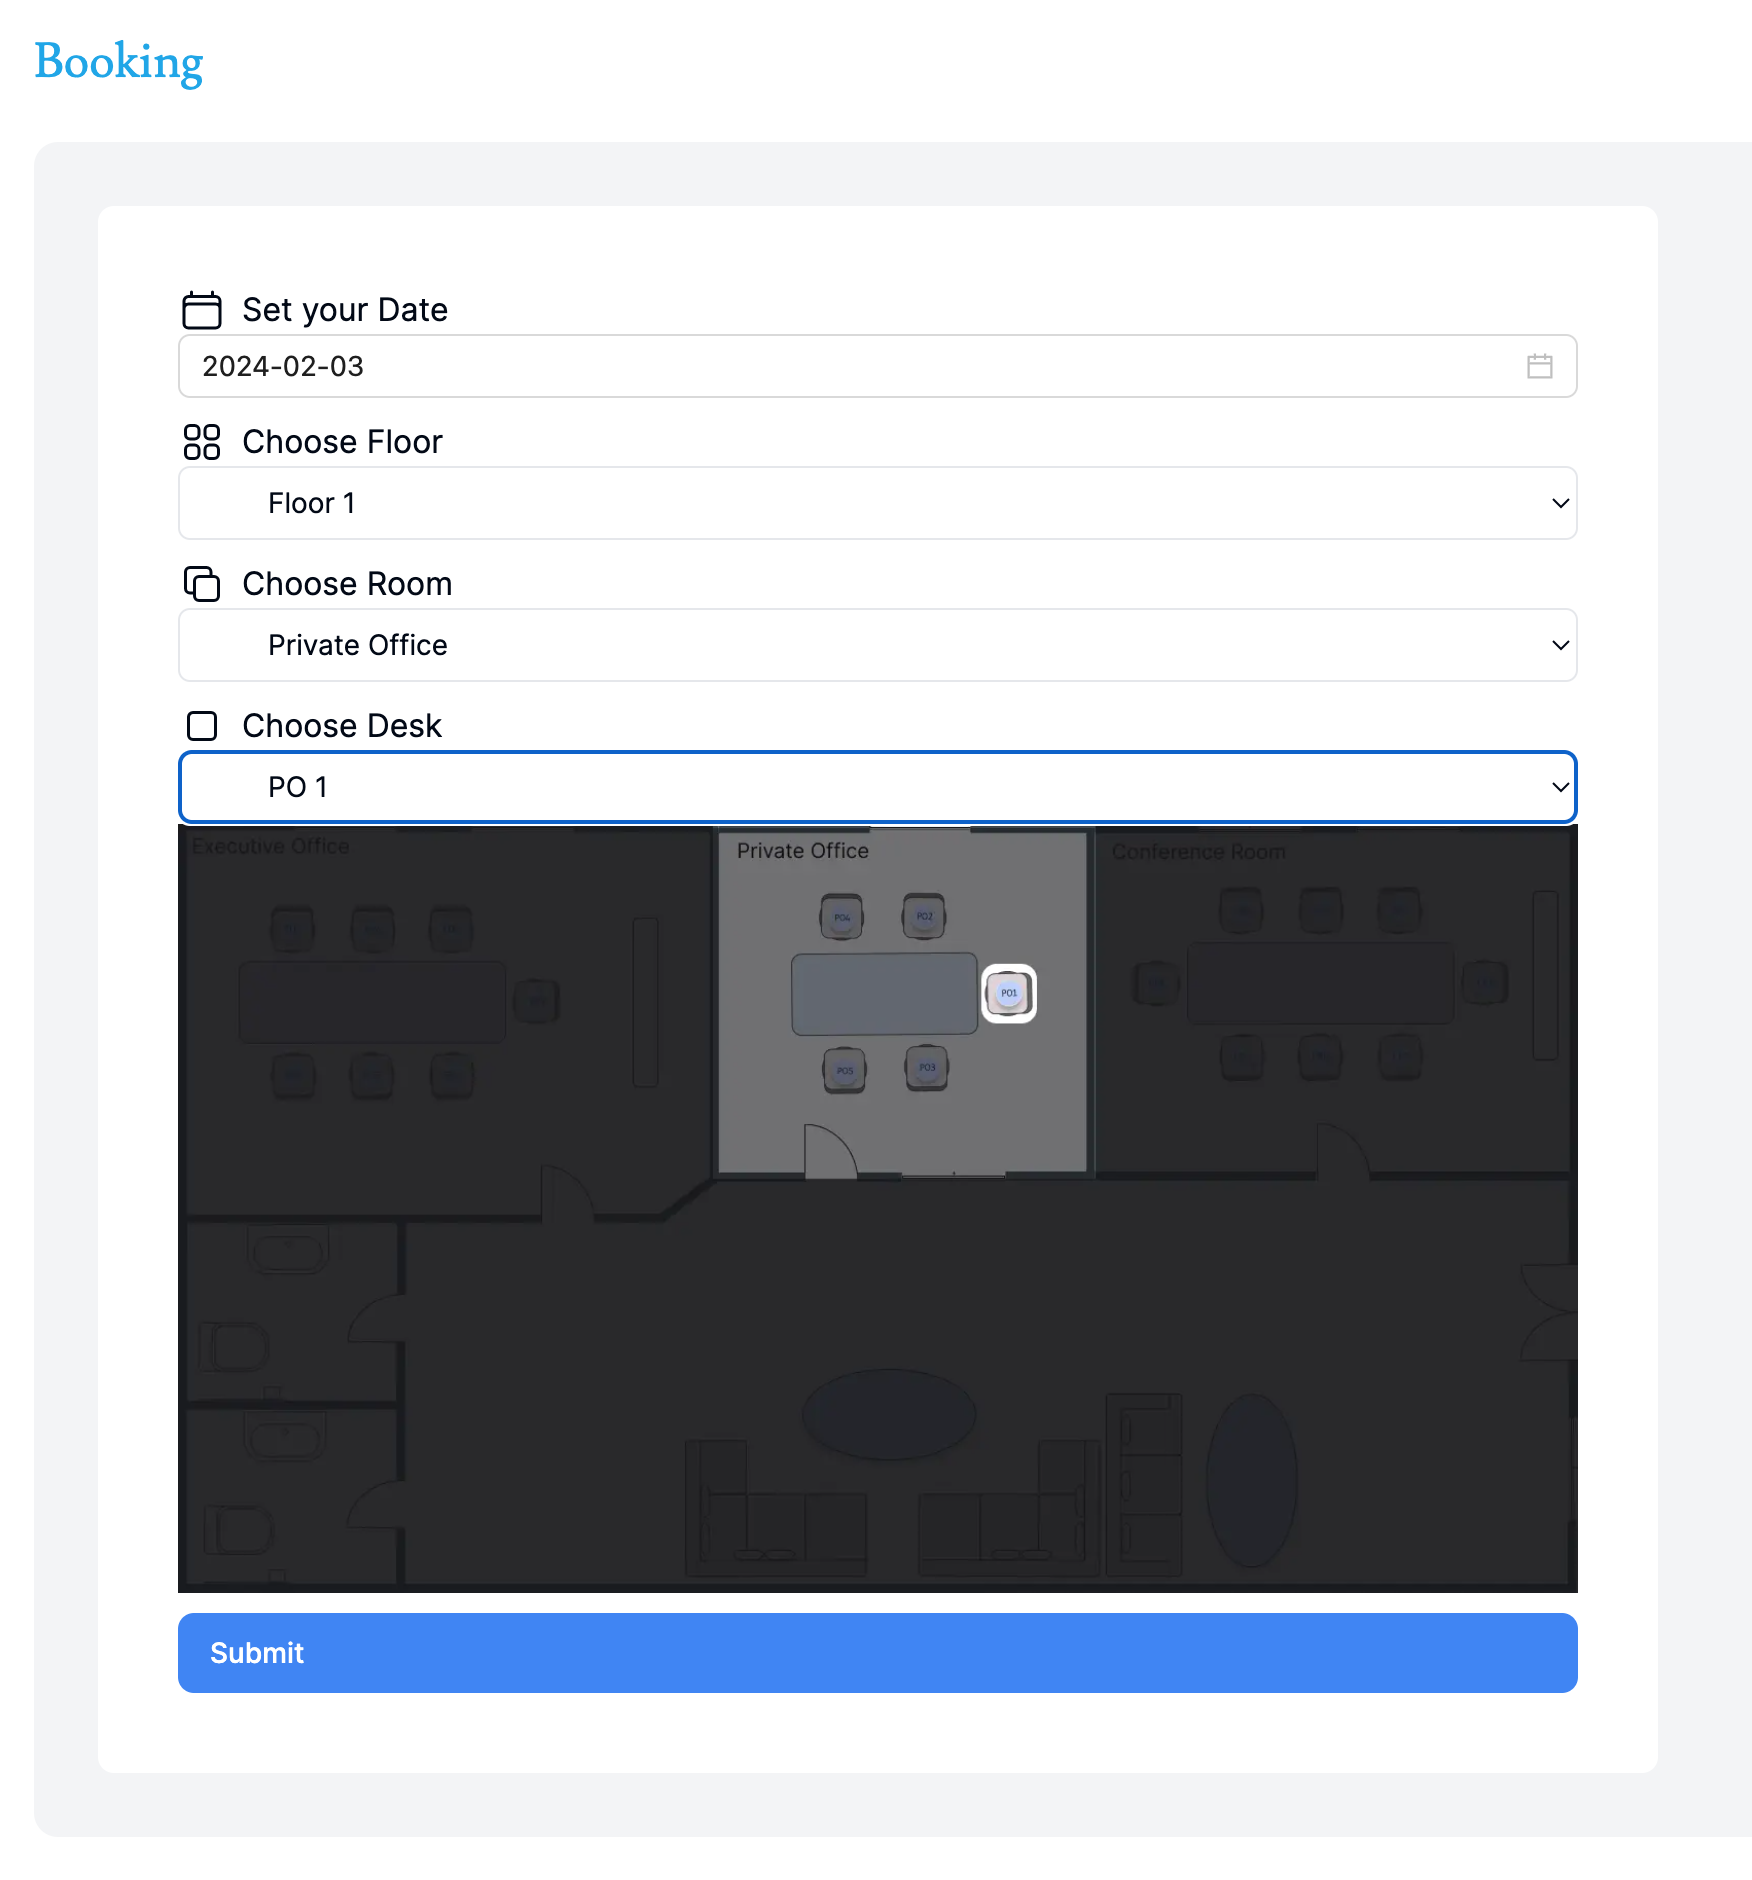 Booking
Set your Date
2024-02-03
Choose Floor
Floor 1
Choose Room
Private Office
Choose Desk
PO 1
Executive Office
Private Office
Conference Room
PO4
PO2
PO1
PO5
PO3
Submit